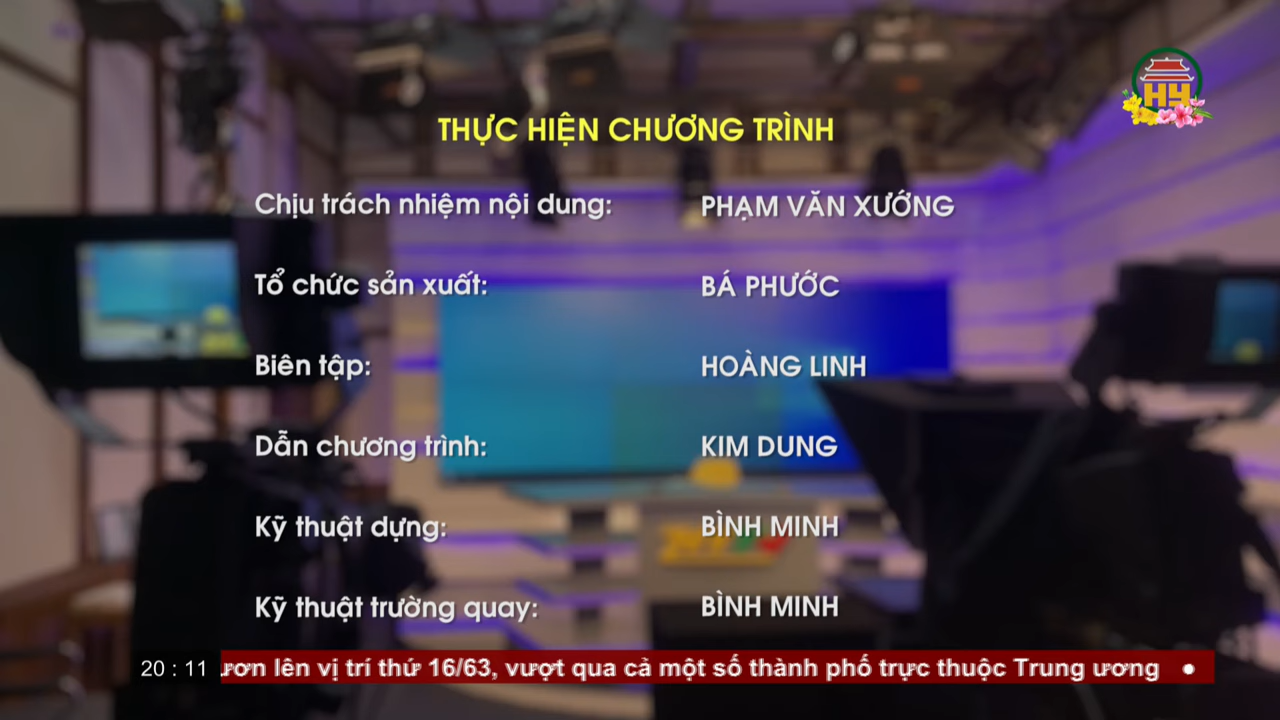 HY
THỰC HIỆN CHƯƠNG TRÌNH
Chịu trách nhiệm nội dung: PHẠM VĂN XƯỚNG
Tổ chức sản xuất: BÁ PHƯỚC
Biên tập: HOÀNG LINH
Dẫn chương trình: KIM DUNG
Kỹ thuật dựng: BÌNH MINH
Kỹ thuật trường quay: BÌNH MINH
20 : 11 ươn lên vị trí thứ 16/63, vượt qua cả một số thành phố trực thuộc Trung ương •